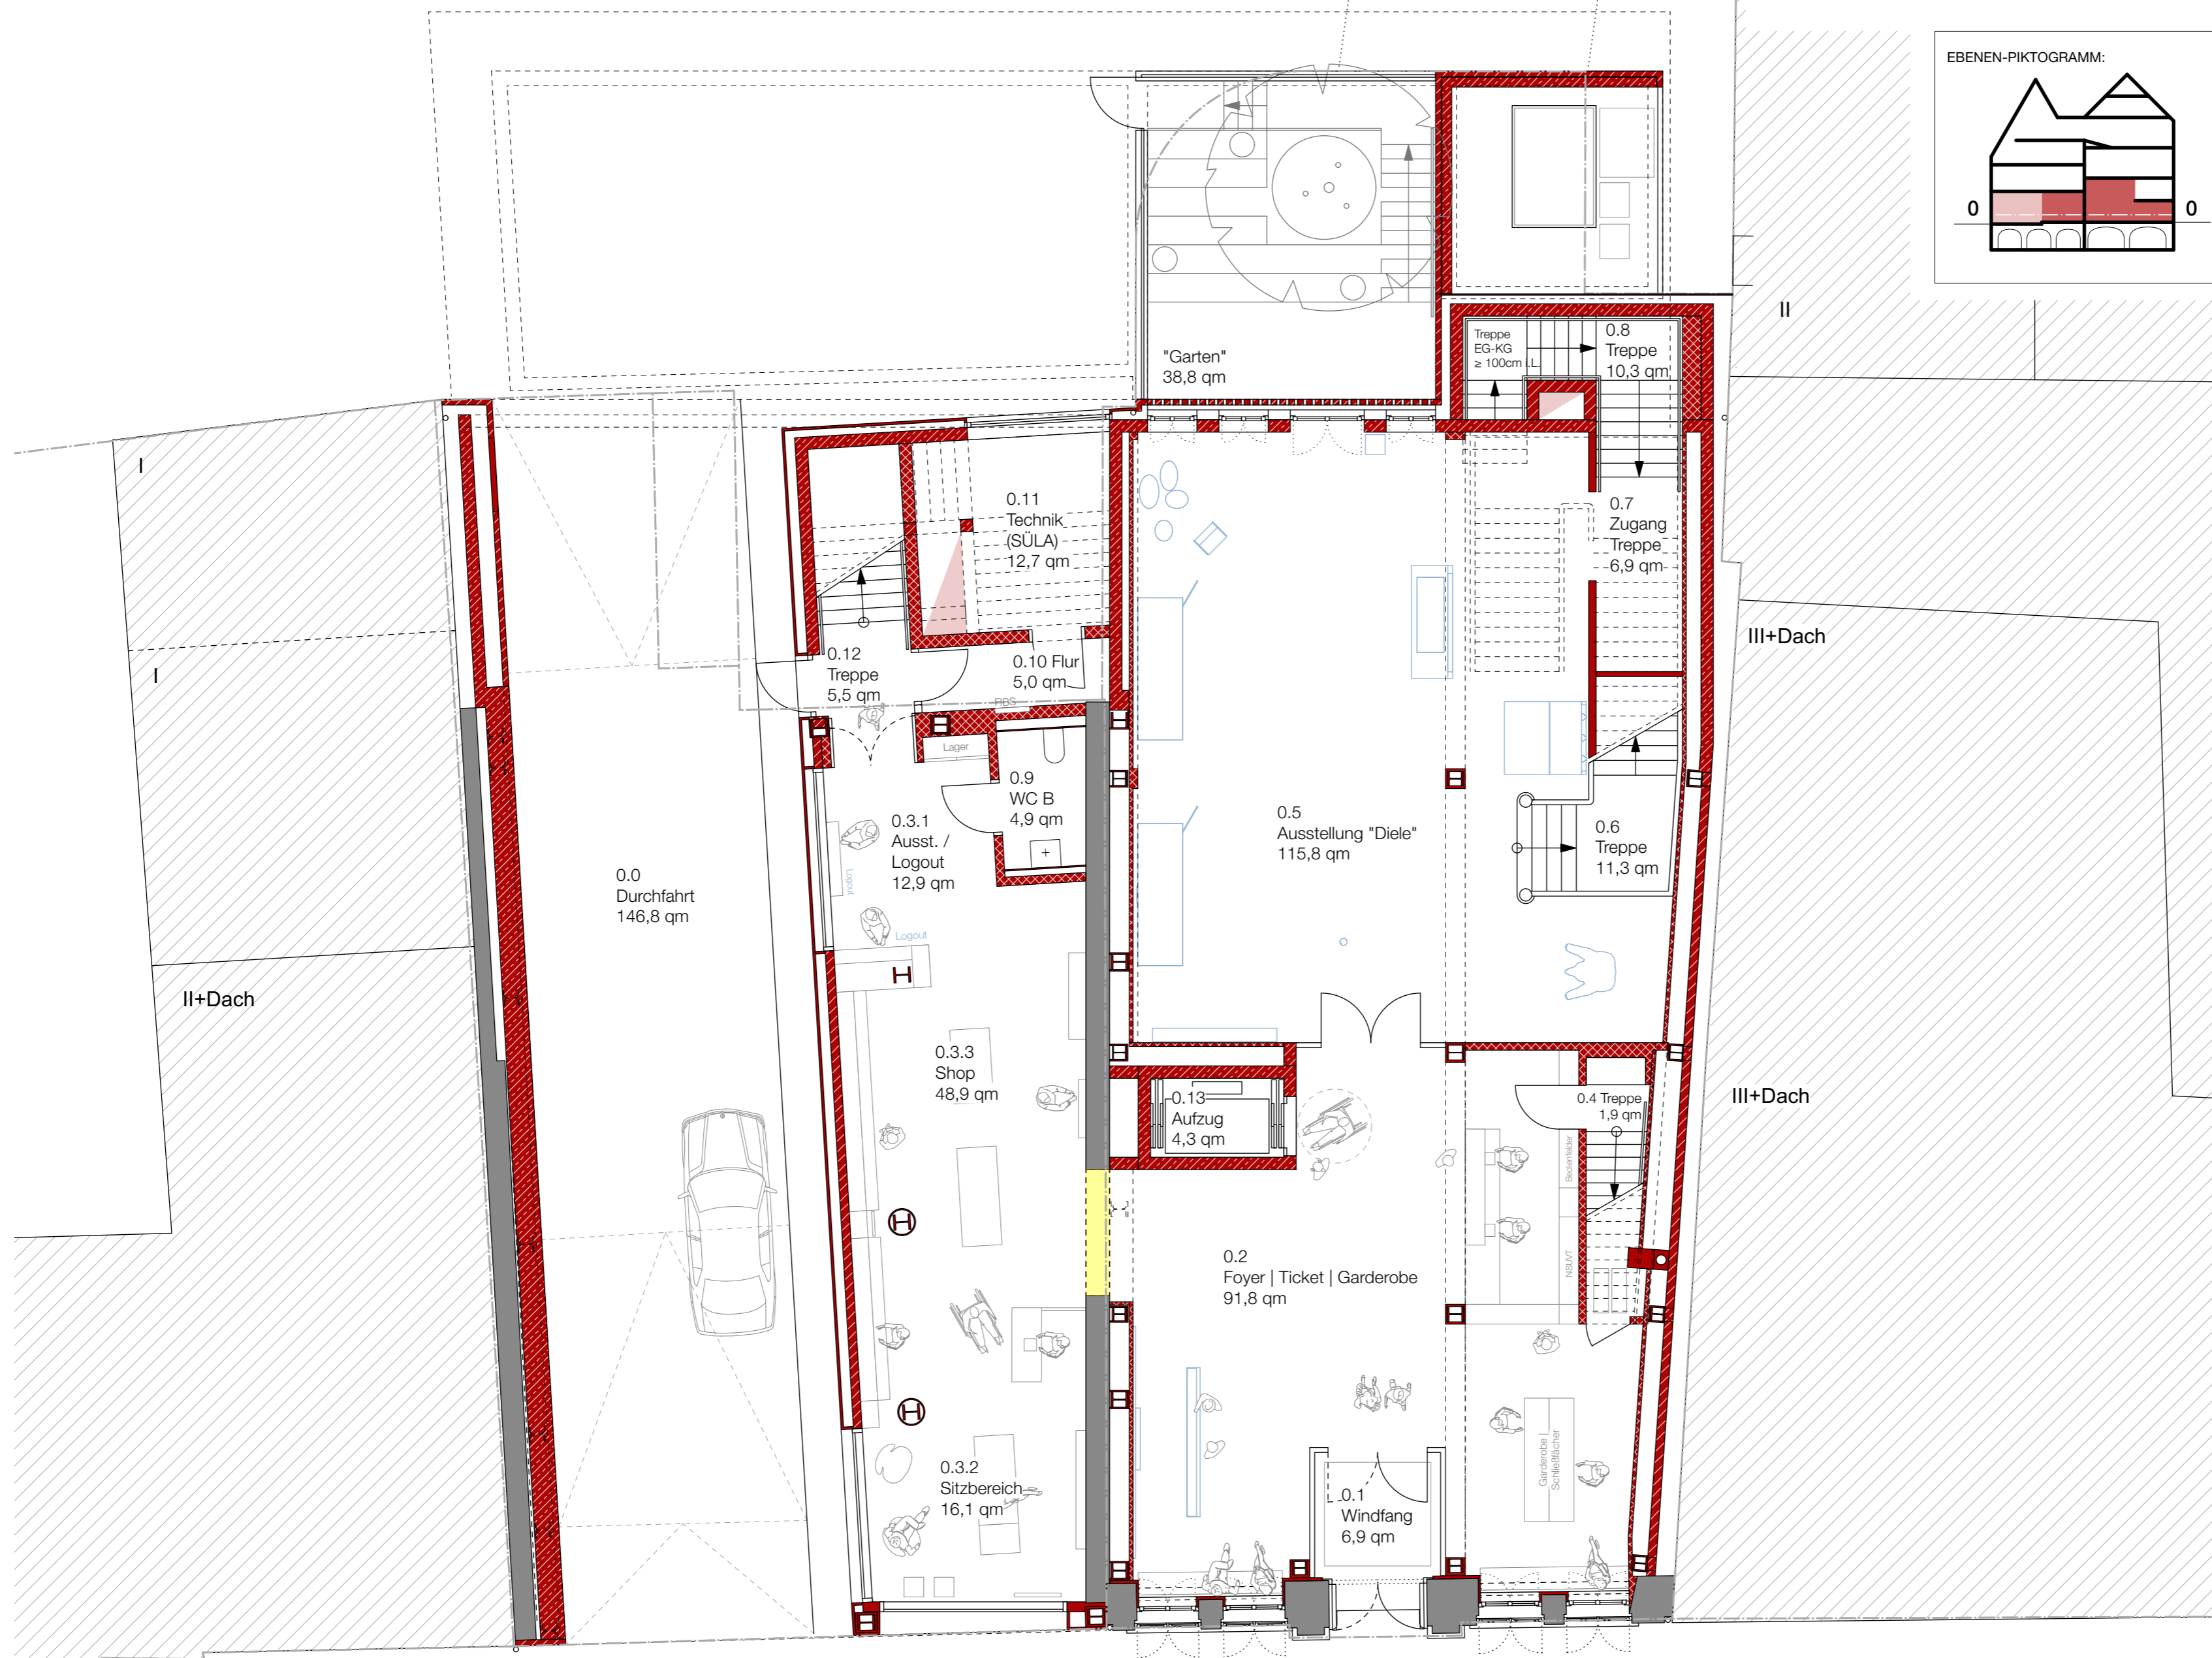 EBENEN-PIKTOGRAMM:
0
0
II
"Garten"
38,8 qm
Treppe
EG-KG
≥ 100cm i.L.
0.8
Treppe
10,3 qm
I
0.11
Technik
(SÜLA)
12,7 qm
0.7
Zugang
Treppe
6,9 qm
I
III+Dach
0.12
Treppe
5,5 qm
0.10 Flur
5,0 qm
HBS
Lager
0.9
WC B
4,9 qm
0.3.1
Ausst. /
Logout
12,9 qm
Logout
Logout
0.5
Ausstellung "Diele"
115,8 qm
0.6
Treppe
11,3 qm
0.0
Durchfahrt
146,8 qm
II+Dach
0.3.3
Shop
48,9 qm
0.13
Aufzug
4,3 qm
0.4 Treppe
1,9 qm
III+Dach
Bedienfelder
NSUVT
0.2
Foyer | Ticket | Garderobe
91,8 qm
0.3.2
Sitzbereich
16,1 qm
0.1
Windfang
6,9 qm
Garderobe |
Schließfächer